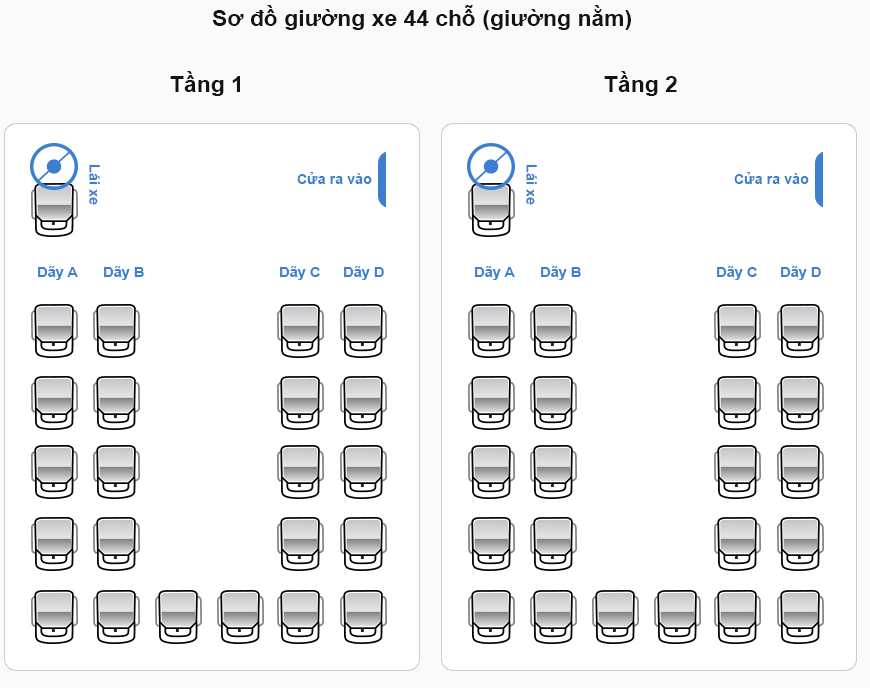 Sơ đồ giường xe 44 chỗ (giường nằm)
Tầng 1
Lái xe
Cửa ra vào
Dãy A
Dãy B
Dãy C
Dãy D
Tầng 2
Lái xe
Cửa ra vào
Dãy A
Dãy B
Dãy C
Dãy D